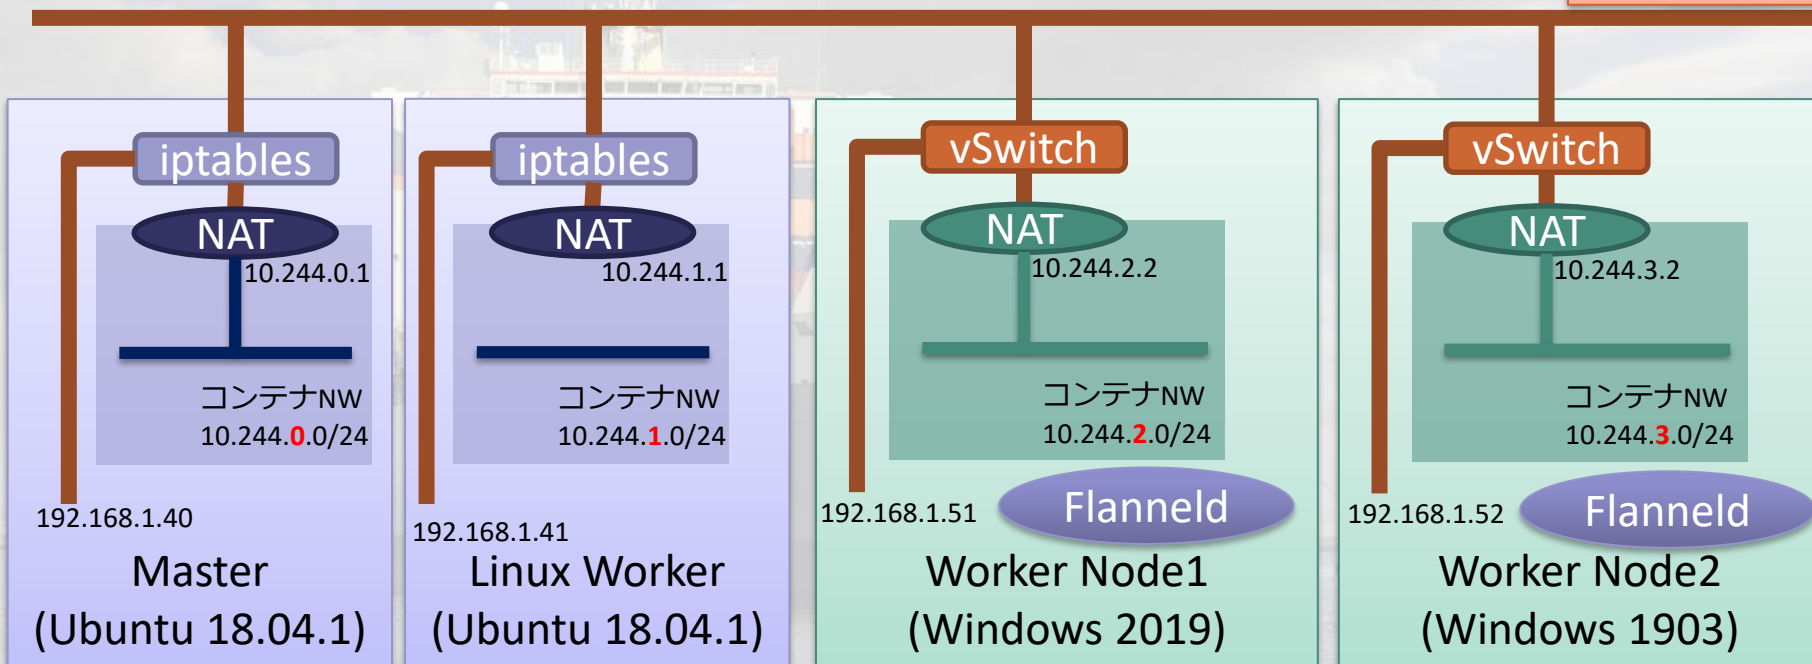 iptables
NAT
10.244.0.1
コンテナNW
10.244.0.0/24
192.168.1.40
Master
(Ubuntu 18.04.1)
iptables
NAT
10.244.1.1
コンテナNW
10.244.1.0/24
192.168.1.41
Linux Worker
(Ubuntu 18.04.1)
vSwitch
NAT
10.244.2.2
コンテナNW
10.244.2.0/24
192.168.1.51
Flanneld
Worker Node1
(Windows 2019)
vSwitch
NAT
10.244.3.2
コンテナNW
10.244.3.0/24
192.168.1.52
Flanneld
Worker Node2
(Windows 1903)